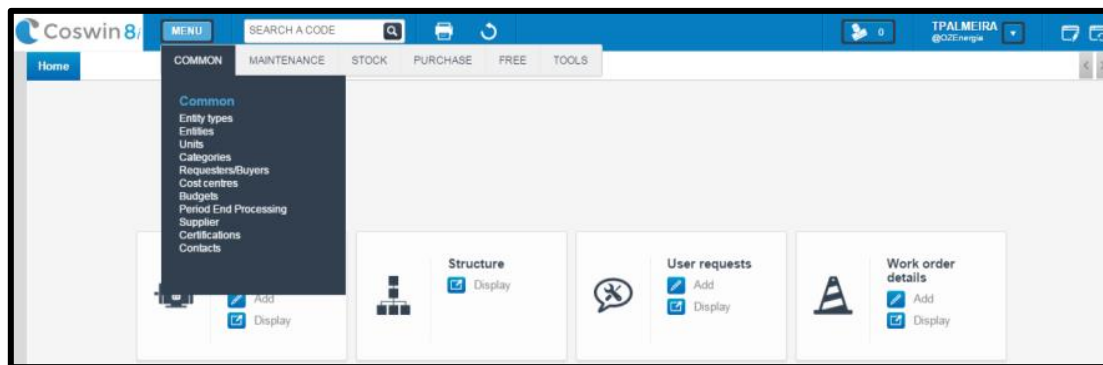 Coswin 8i MENU SEARCH A CODE 0 TPALMEIRA
@OZEnergia
Home COMMON MAINTENANCE STOCK PURCHASE FREE TOOLS
Common
Entity types
Entities
Units
Categories
Requesters/Buyers
Cost centres
Budgets
Period End Processing
Supplier
Certifications
Contacts
Add
Display
Structure
Display
User requests
Add
Display
Work order
details
Add
Display